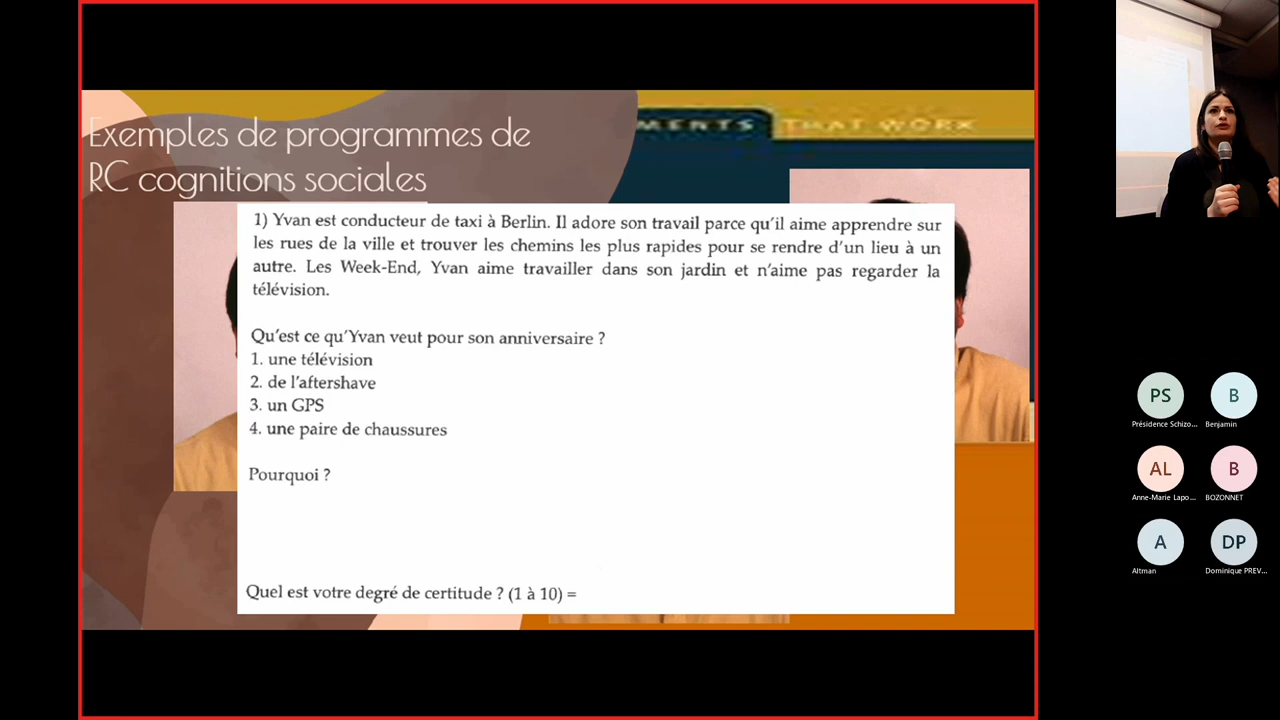 MENTS THAT WORK
Exemples de programmes de
RC cognitions sociales
1) Yvan est conducteur de taxi à Berlin. Il adore son travail parce qu'il aime apprendre sur
les rues de la ville et trouver les chemins les plus rapides pour se rendre d'un lieu à un
autre. Les Week-End, Yvan aime travailler dans son jardin et n'aime pas regarder la
télévision.
Qu'est ce qu'Yvan veut pour son anniversaire ?
1. une télévision
2. de l'aftershave
3. un GPS
4. une paire de chaussures
Pourquoi ?
Quel est votre degré de certitude ? (1 à 10) =
PS
B
Présidence Schizo...
Benjamin
AL
B
Anne-Marie Lapo...
BOZONNET
A
DP
Altman
Dominique PREV...